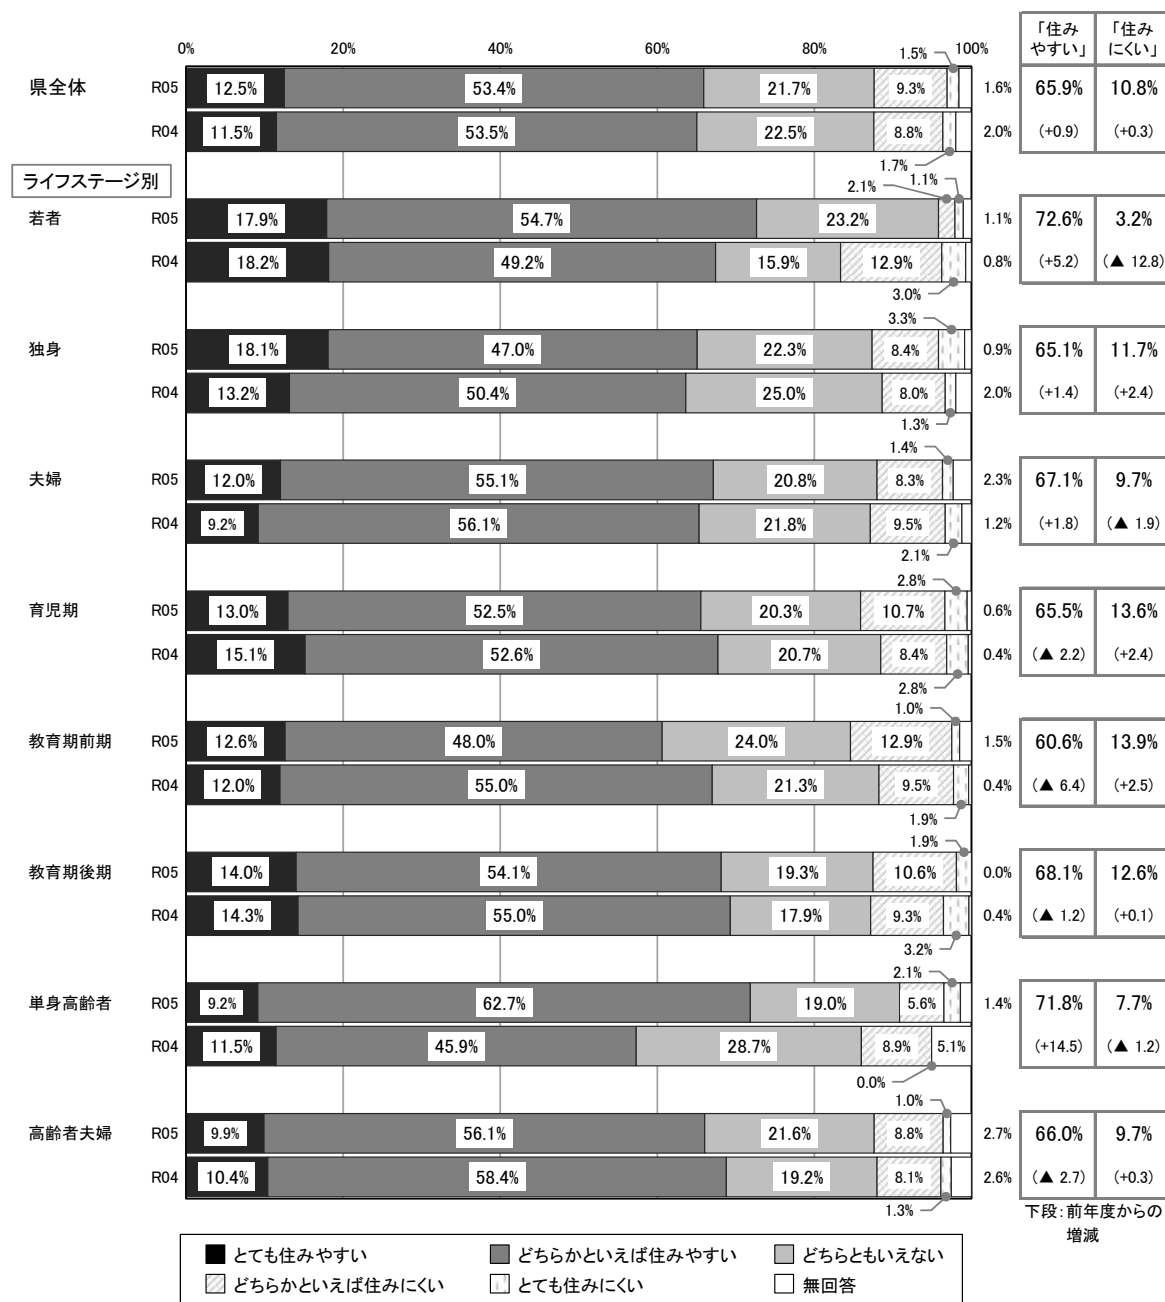 「住み
やすい」
「住み
にくい」
0% 20% 40% 60% 80% 100%
1.5%
県全体 R05 12.5% 53.4% 21.7% 9.3% 1.6% 65.9% 10.8%
R04 11.5% 53.5% 22.5% 8.8% 2.0% (+0.9) (+0.3)
1.7%
ライフステージ別
2.1% 1.1%
若者 R05 17.9% 54.7% 23.2% 1.1% 72.6% 3.2%
R04 18.2% 49.2% 15.9% 12.9% 0.8% (+5.2) (▲ 12.8)
3.0%
3.3%
独身 R05 18.1% 47.0% 22.3% 8.4% 0.9% 65.1% 11.7%
R04 13.2% 50.4% 25.0% 8.0% 2.0% (+1.4) (+2.4)
1.3%
1.4%
夫婦 R05 12.0% 55.1% 20.8% 8.3% 2.3% 67.1% 9.7%
R04 9.2% 56.1% 21.8% 9.5% 1.2% (+1.8) (▲ 1.9)
2.1%
2.8%
育児期 R05 13.0% 52.5% 20.3% 10.7% 0.6% 65.5% 13.6%
R04 15.1% 52.6% 20.7% 8.4% 0.4% (▲ 2.2) (+2.4)
2.8%
1.0%
教育期前期 R05 12.6% 48.0% 24.0% 12.9% 1.5% 60.6% 13.9%
R04 12.0% 55.0% 21.3% 9.5% 0.4% (▲ 6.4) (+2.5)
1.9%
1.9%
教育期後期 R05 14.0% 54.1% 19.3% 10.6% 0.0% 68.1% 12.6%
R04 14.3% 55.0% 17.9% 9.3% 0.4% (▲ 1.2) (+0.1)
3.2%
2.1%
単身高齢者 R05 9.2% 62.7% 19.0% 5.6% 1.4% 71.8% 7.7%
R04 11.5% 45.9% 28.7% 8.9% 5.1% (+14.5) (▲ 1.2)
0.0%
1.0%
高齢者夫婦 R05 9.9% 56.1% 21.6% 8.8% 2.7% 66.0% 9.7%
R04 10.4% 58.4% 19.2% 8.1% 2.6% (▲ 2.7) (+0.3)
1.3%
下段:前年度からの
増減
とても住みやすい どちらかといえば住みやすい どちらともいえない
どちらかといえば住みにくい とても住みにくい 無回答